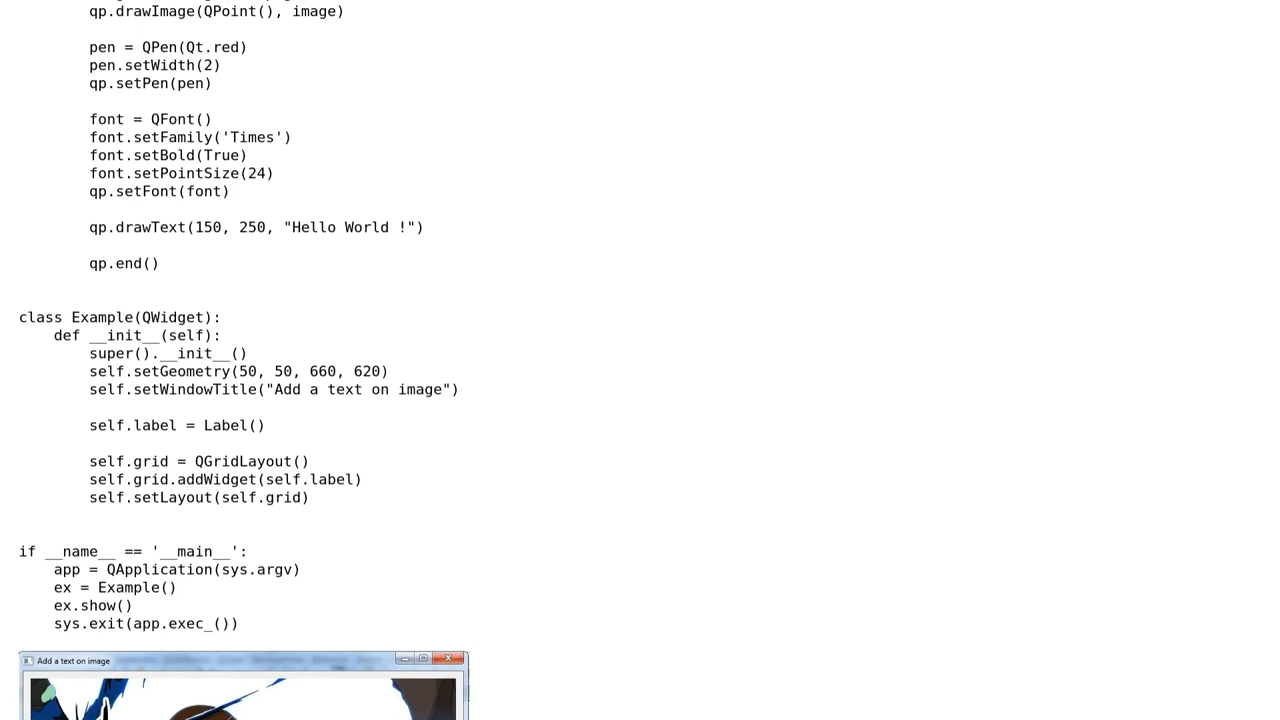 qp.drawImage(QPoint(), image)
pen = QPen(Qt.red)
pen.setWidth(2)
qp.setPen(pen)
font = QFont()
font.setFamily('Times')
font.setBold(True)
font.setPointSize(24)
qp.setFont(font)
qp.drawText(150, 250, "Hello World !")
qp.end()
class Example(QWidget):
def __init__(self):
super().__init__()
self.setGeometry(50, 50, 660, 620)
self.setWindowTitle("Add a text on image")
self.label = Label()
self.grid = QGridLayout()
self.grid.addWidget(self.label)
self.setLayout(self.grid)
if __name__ == '__main__':
app = QApplication(sys.argv)
ex = Example()
ex.show()
sys.exit(app.exec_())
Add a text on image